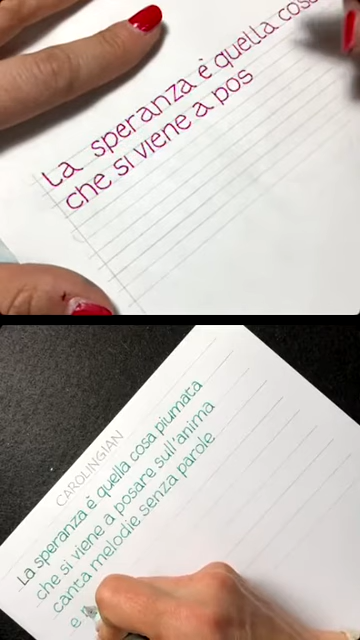 La speranza è quella cosa
che si viene a pos
CAROLINGIAN
La speranza è quella cosa piumata
che si viene a posare sull'anima
canta melodie senza parole
e